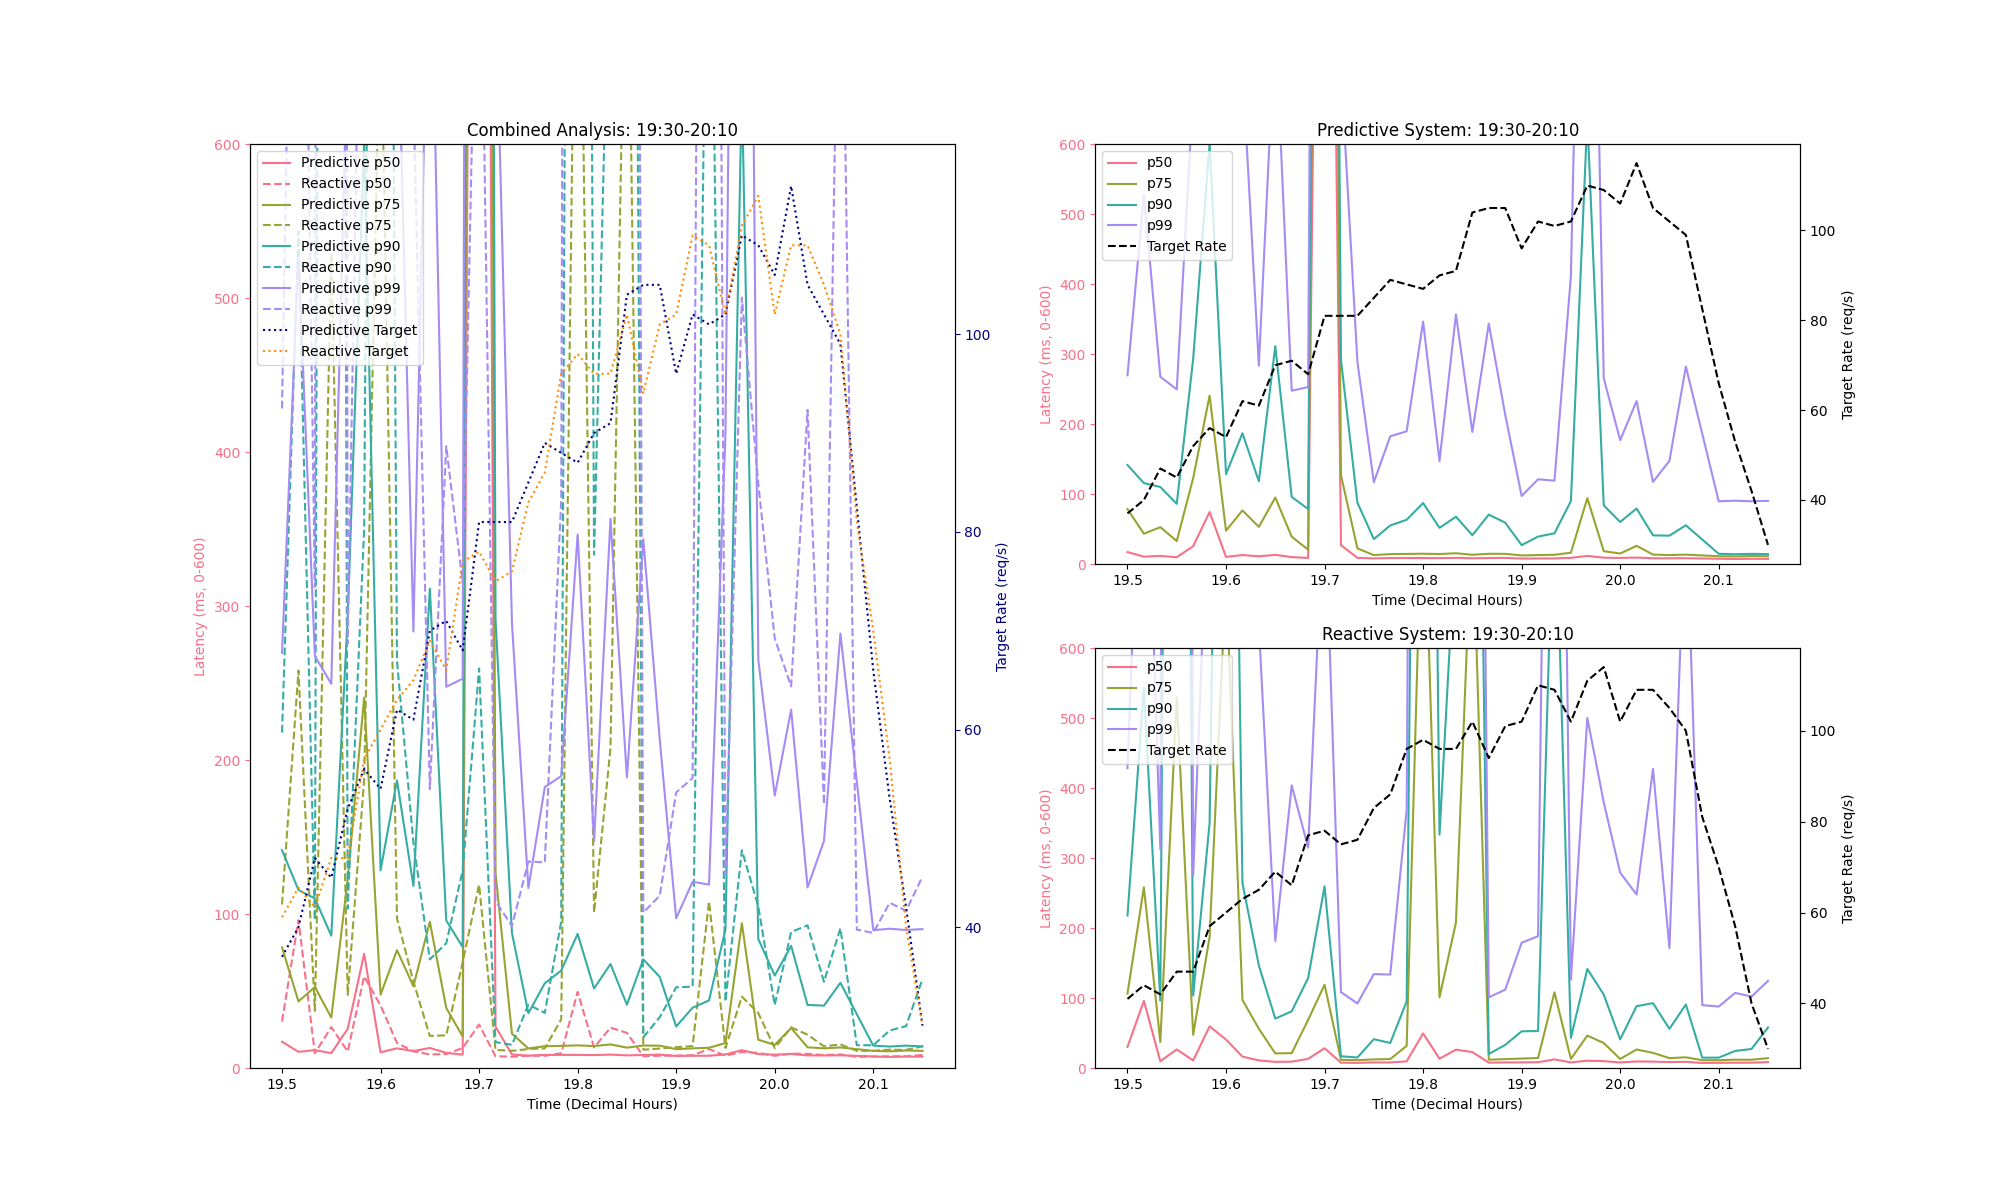 Combined Analysis: 19:30-20:10
600
500
400
300
200
100
0
Latency (ms, 0-600)
Predictive p50
Reactive p50
Predictive p75
Reactive p75
Predictive p90
Reactive p90
Predictive p99
Reactive p99
Predictive Target
Reactive Target
100
80
60
40
Target Rate (req/s)
19.5 19.6 19.7 19.8 19.9 20.0 20.1
Time (Decimal Hours)
Predictive System: 19:30-20:10
600
500
400
300
200
100
0
Latency (ms, 0-600)
p50
p75
p90
p99
Target Rate
100
80
60
40
Target Rate (req/s)
19.5 19.6 19.7 19.8 19.9 20.0 20.1
Time (Decimal Hours)
Reactive System: 19:30-20:10
600
500
400
300
200
100
0
Latency (ms, 0-600)
p50
p75
p90
p99
Target Rate
100
80
60
40
Target Rate (req/s)
19.5 19.6 19.7 19.8 19.9 20.0 20.1
Time (Decimal Hours)